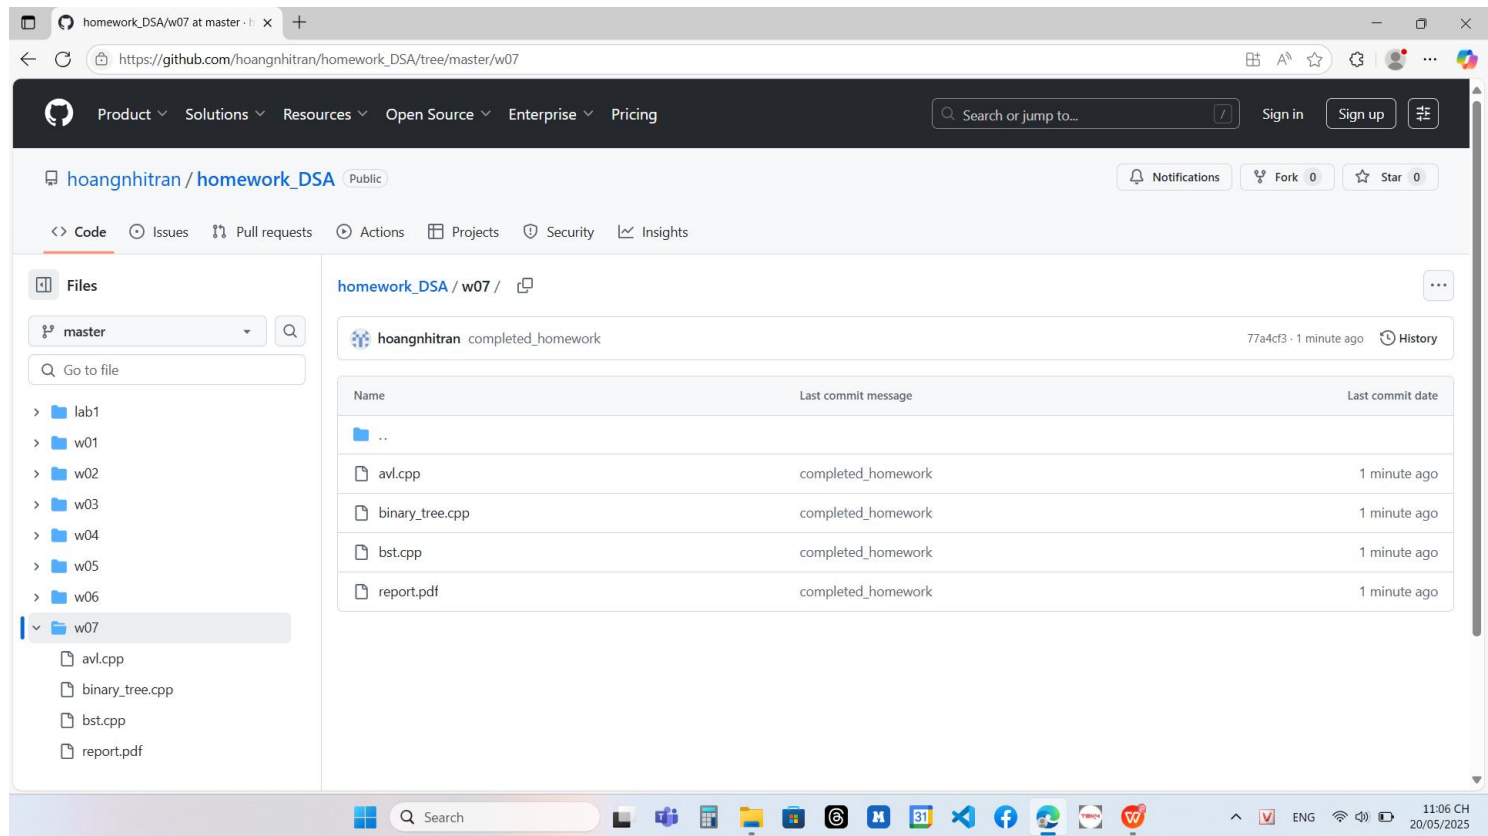 homework_DSA/w07 at master · h
https://github.com/hoangnhitran/homework_DSA/tree/master/w07
Product Solutions Resources Open Source Enterprise Pricing Search or jump to... / Sign in Sign up
hoangnhitran / homework_DSA Public Notifications Fork 0 Star 0
Code Issues Pull requests Actions Projects Security Insights
Files
master
Go to file
lab1
w01
w02
w03
w04
w05
w06
w07
avl.cpp
binary_tree.cpp
bst.cpp
report.pdf
homework_DSA / w07 /
hoangnhitran completed_homework 77a4cf3 · 1 minute ago History
Name Last commit message Last commit date
..
avl.cpp completed_homework 1 minute ago
binary_tree.cpp completed_homework 1 minute ago
bst.cpp completed_homework 1 minute ago
report.pdf completed_homework 1 minute ago
Search
31
V ENG
11:06 CH
20/05/2025